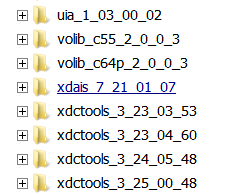 uia_1_03_00_02
volib_c55_2_0_0_3
volib_c64p_2_0_0_3
xdais_7_21_01_07
xdctools_3_23_03_53
xdctools_3_23_04_60
xdctools_3_24_05_48
xdctools_3_25_00_48